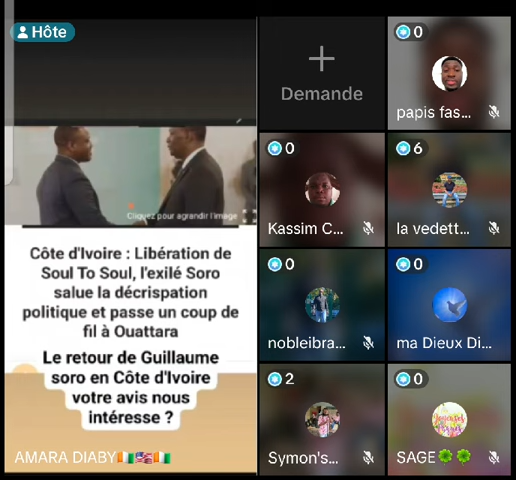 Hôte
Cliquez pour agrandir l'image
Côte d'Ivoire : Libération de
Soul To Soul, l'exilé Soro
salue la décrispation
politique et passe un coup de
fil à Ouattara
Le retour de Guillaume
soro en Côte d'Ivoire
votre avis nous
intéresse ?
AMARA DIABY🇨🇮🇺🇸🇨🇮
+
Demande
0
papis fas...
0
Kassim C...
6
la vedett...
0
nobleibra...
0
ma Dieux Di...
2
Symon's...
0
SAGE🍀🍀